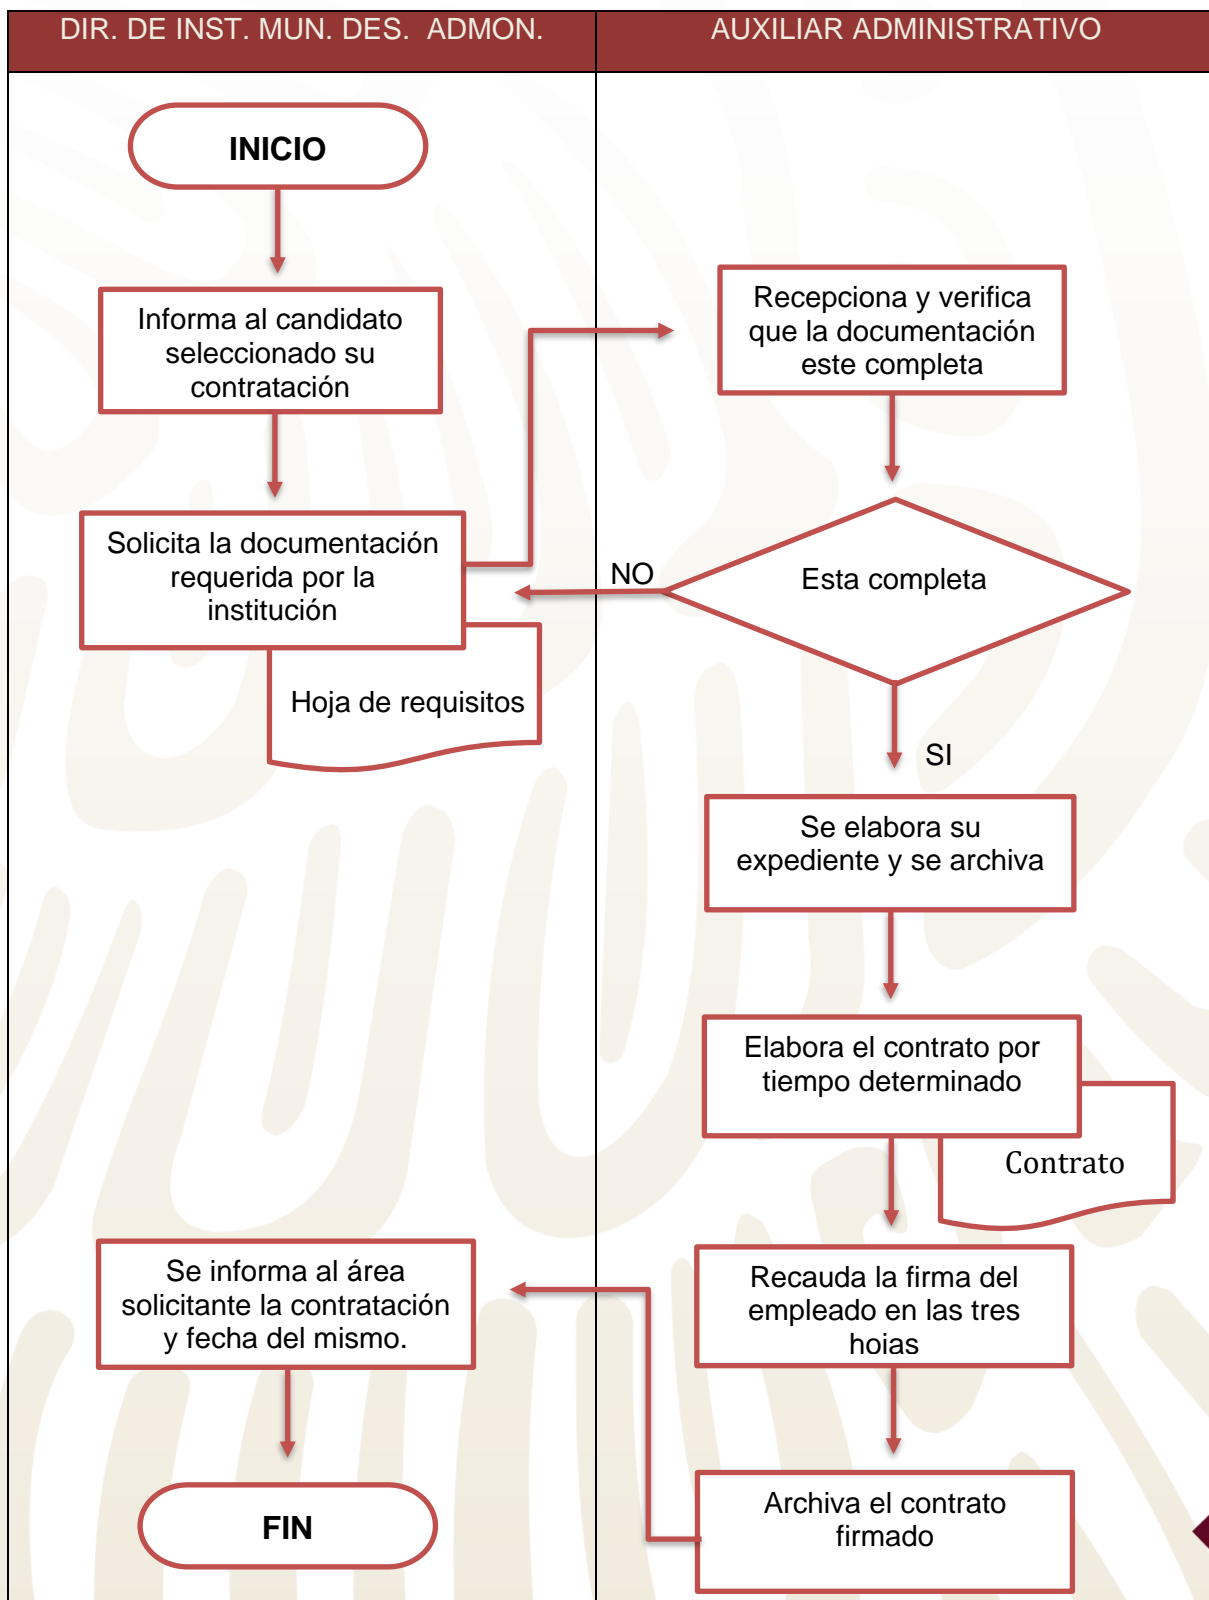 DIR. DE INST. MUN. DES. ADMON.
AUXILIAR ADMINISTRATIVO
INICIO
Informa al candidato
seleccionado su
contratación
Solicita la documentación
requerida por la
institución
Hoja de requisitos
Recepciona y verifica
que la documentación
este completa
Esta completa
NO
SI
Se elabora su
expediente y se archiva
Elabora el contrato por
tiempo determinado
Contrato
Recauda la firma del
empleado en las tres
hojas
Archiva el contrato
firmado
Se informa al área
solicitante la contratación
y fecha del mismo.
FIN